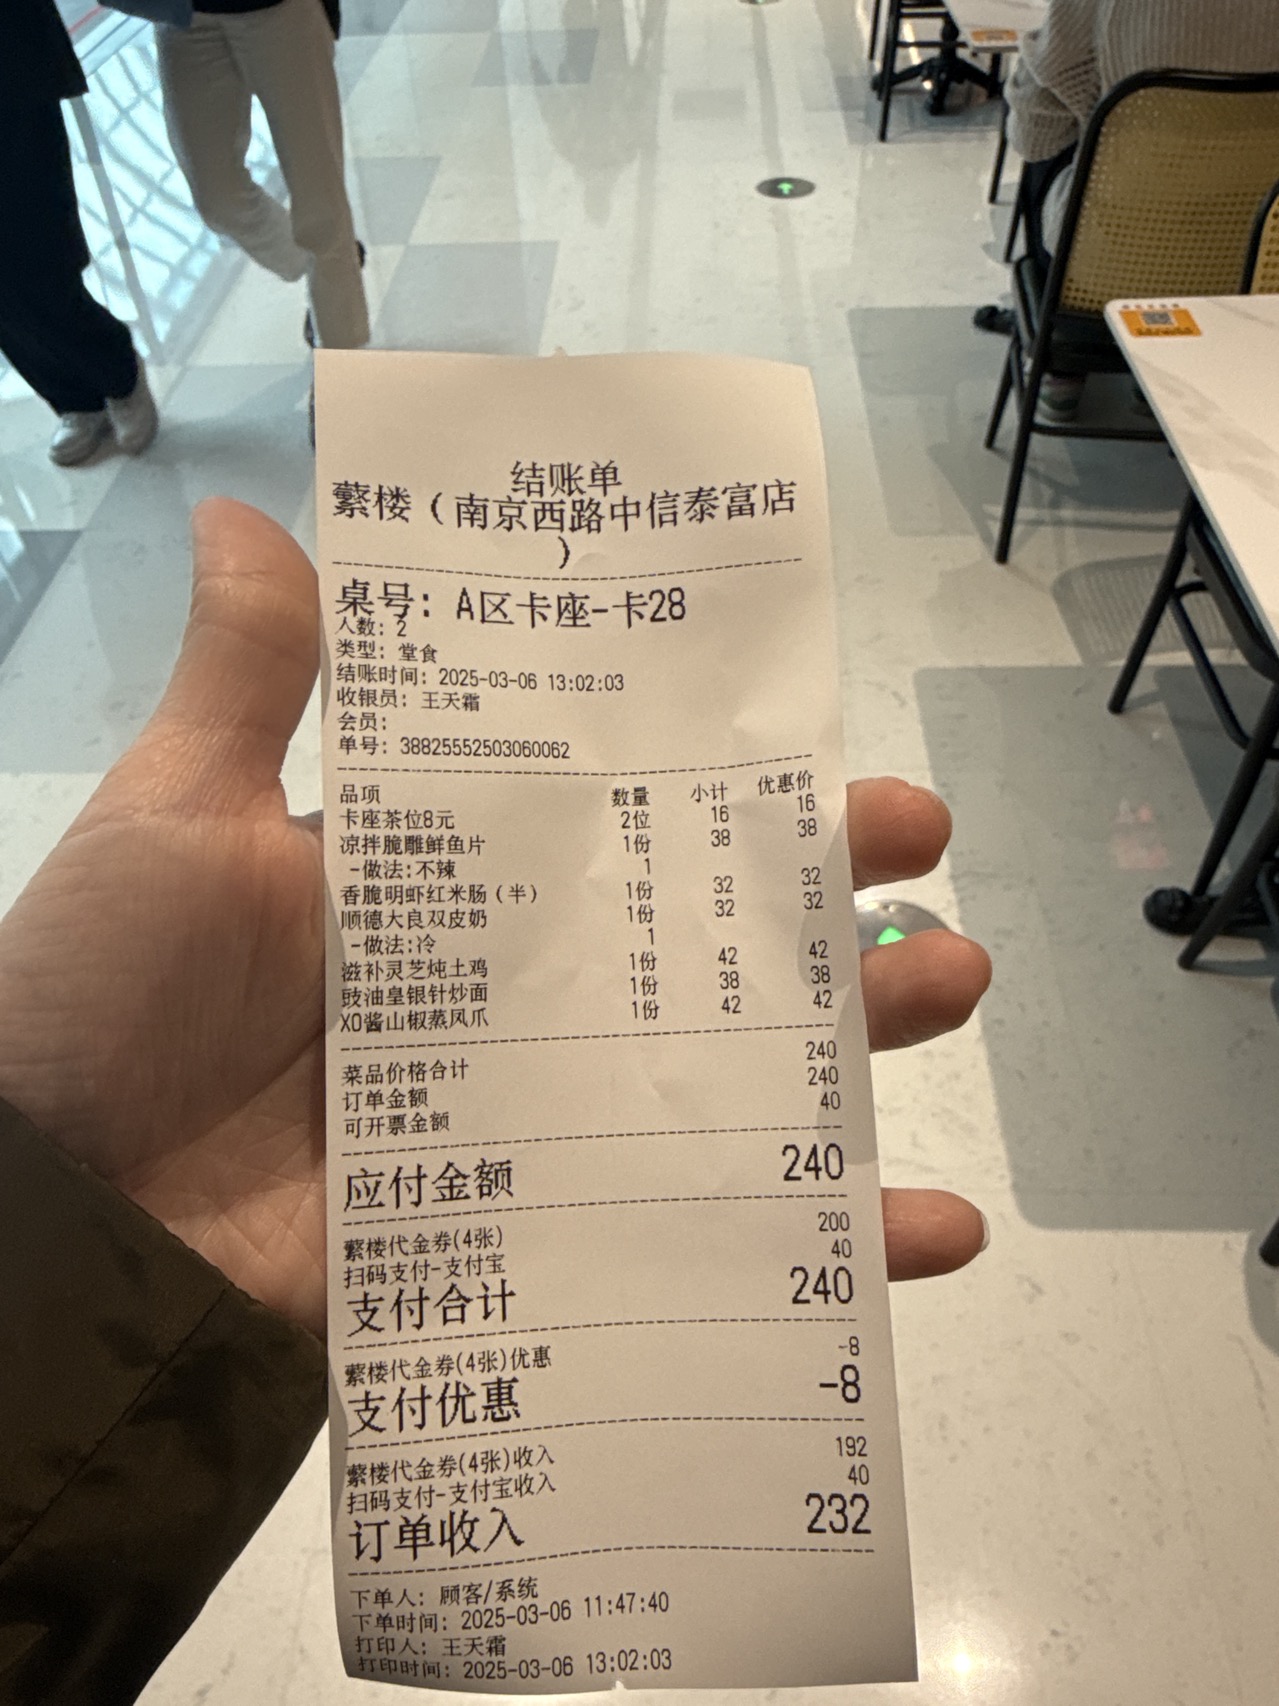 结账单
蘩楼（南京西路中信泰富店
）
桌号：A区卡座-卡28
人数：2
类型：堂食
结账时间：2025-03-06 13:02:03
收银员：王天霜
会员：
单号：38825552503060062
品项 数量 小计 优惠价
卡座茶位8元 2位 16 16
凉拌脆雕鲜鱼片 1份 38 38
-做法:不辣 1
香脆明虾红米肠（半） 1份 32 32
顺德大良双皮奶 1份 32 32
-做法:冷 1
滋补灵芝炖土鸡 1份 42 42
豉油皇银针炒面 1份 38 38
XO酱山椒蒸凤爪 1份 42 42
菜品价格合计 240
订单金额 240
可开票金额 40
应付金额 240
蘩楼代金券(4张) 200
扫码支付-支付宝 40
支付合计 240
蘩楼代金券(4张)优惠 -8
支付优惠 -8
蘩楼代金券(4张)收入 192
扫码支付-支付宝收入 40
订单收入 232
下单人：顾客/系统
下单时间：2025-03-06 11:47:40
打印人：王天霜
打印时间：2025-03-06 13:02:03